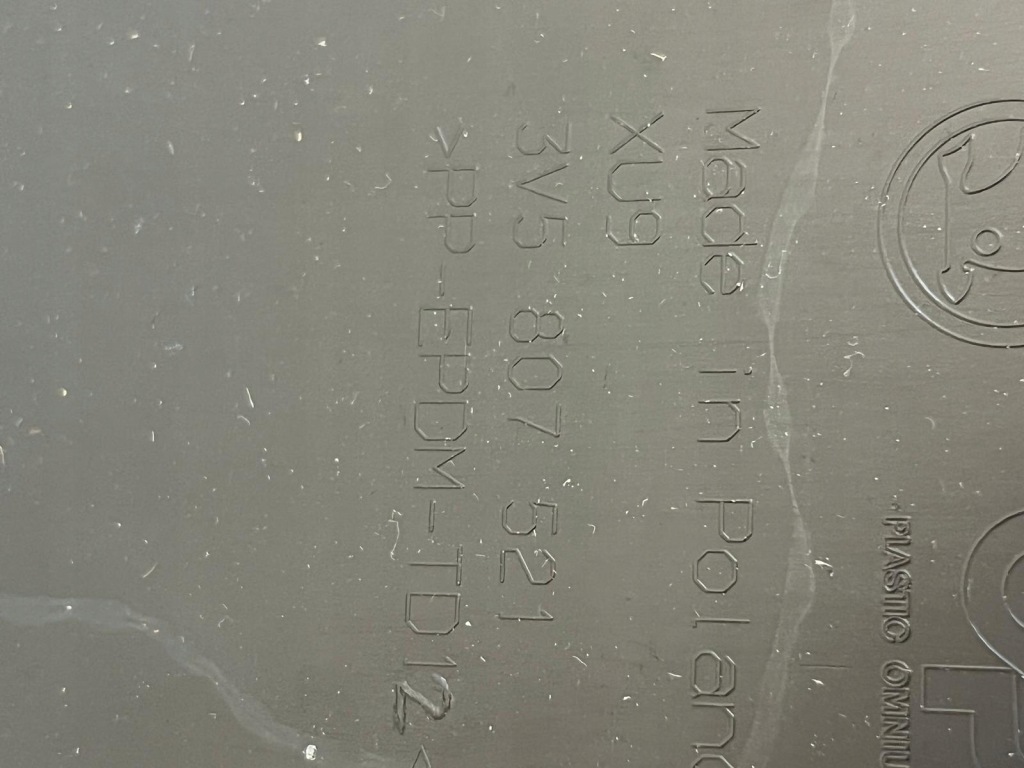 PLASTIC OMNIU
Made in Poland
XU9
3V5 807 521
>PP-EPDM-TD12<